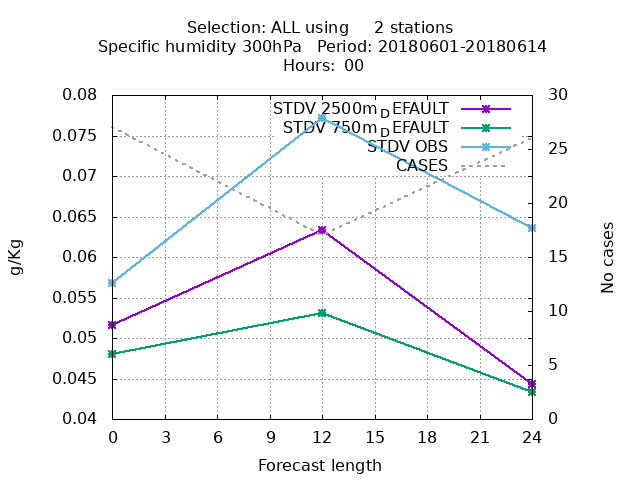 Selection: ALL using     2 stations
Specific humidity 300hPa   Period: 20180601-20180614
Hours:  00
0.08
0.075
0.07
0.065
0.06
0.055
0.05
0.045
0.04
g/Kg
STDV 2500m_DEFAULT
STDV 750m_DEFAULT
STDV OBS
CASES
30
25
20
15
10
5
0
No cases
0 3 6 9 12 15 18 21 24
Forecast length